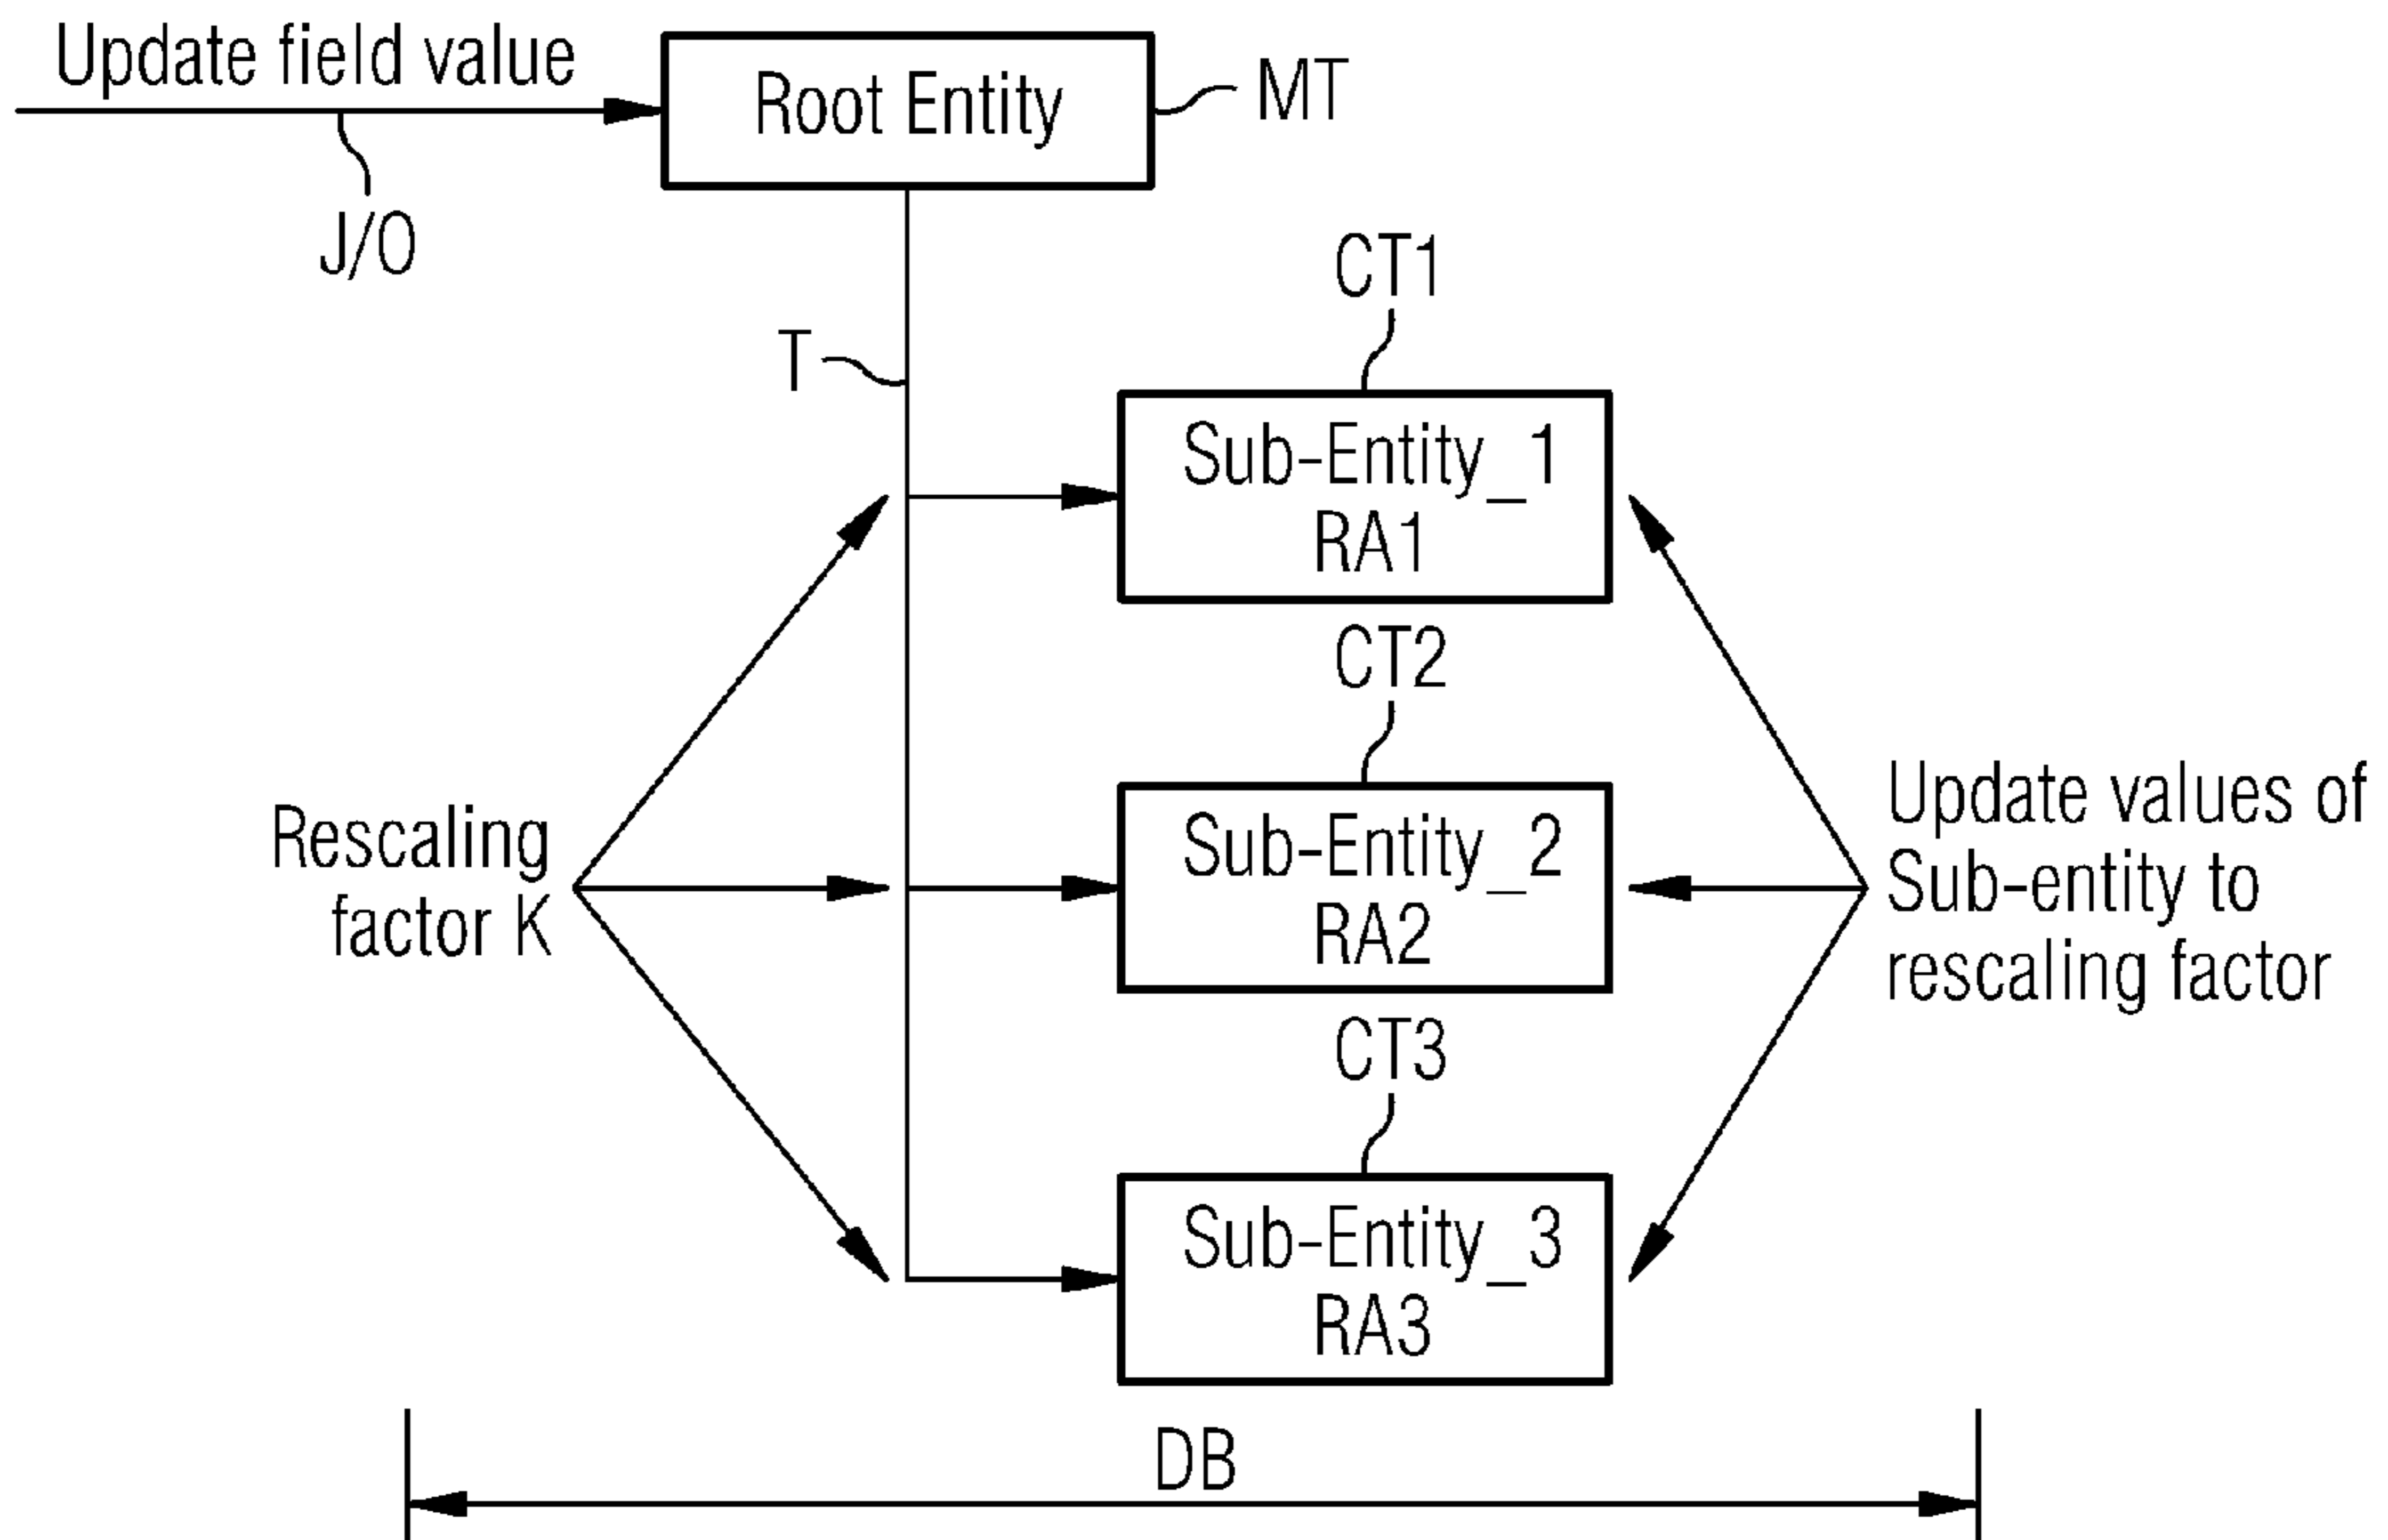 Update field value
Root Entity
MT
J/O
CT1
T
Sub-Entity_1
RA1
CT2
Rescaling
factor K
Sub-Entity_2
RA2
Update values of
Sub-entity to
rescaling factor
CT3
Sub-Entity_3
RA3
DB